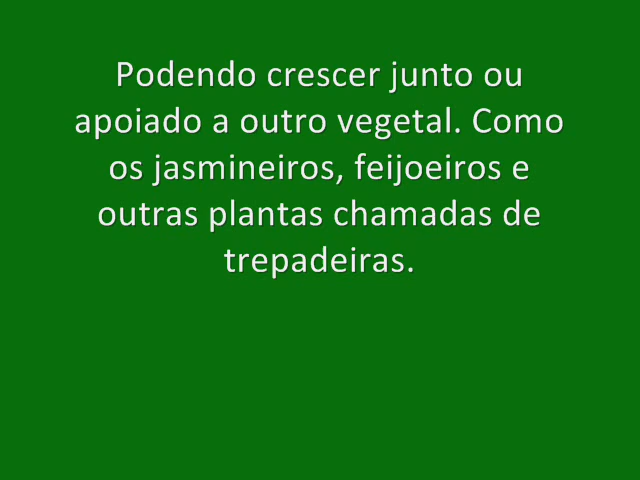 Podendo crescer junto ou
apoiado a outro vegetal. Como
os jasmineiros, feijoeiros e
outras plantas chamadas de
trepadeiras.